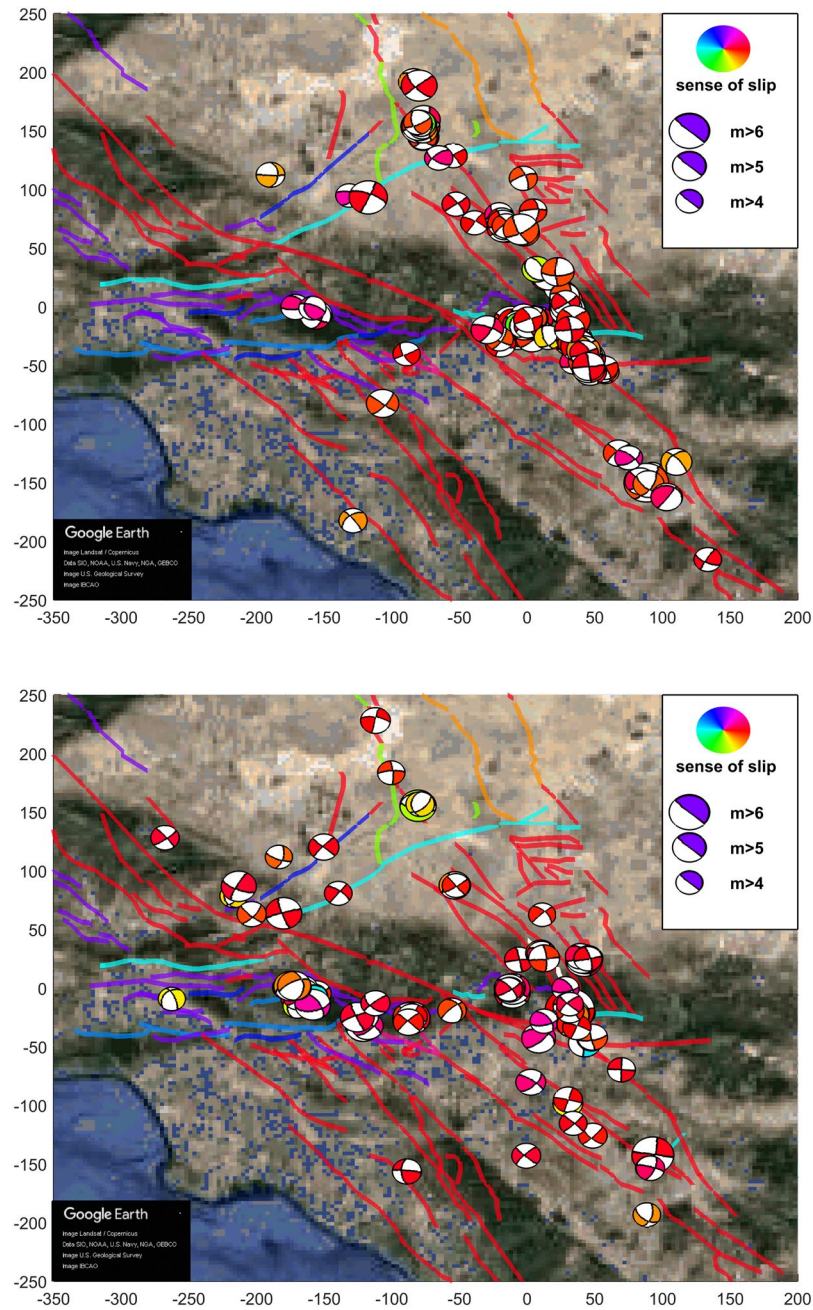 250
200
150
100
50
0
-50
-100
-150
-200
-250
-350 -300 -250 -200 -150 -100 -50 0 50 100 150 200
sense of slip
m>6
m>5
m>4
Google Earth
Image Landsat / Copernicus
Data SIO, NOAA, U.S. Navy, NGA, GEBCO
Image U.S. Geological Survey
Image IBCAO
250
200
150
100
50
0
-50
-100
-150
-200
-250
-350 -300 -250 -200 -150 -100 -50 0 50 100 150 200
sense of slip
m>6
m>5
m>4
Google Earth
Image Landsat / Copernicus
Data SIO, NOAA, U.S. Navy, NGA, GEBCO
Image U.S. Geological Survey
Image IBCAO